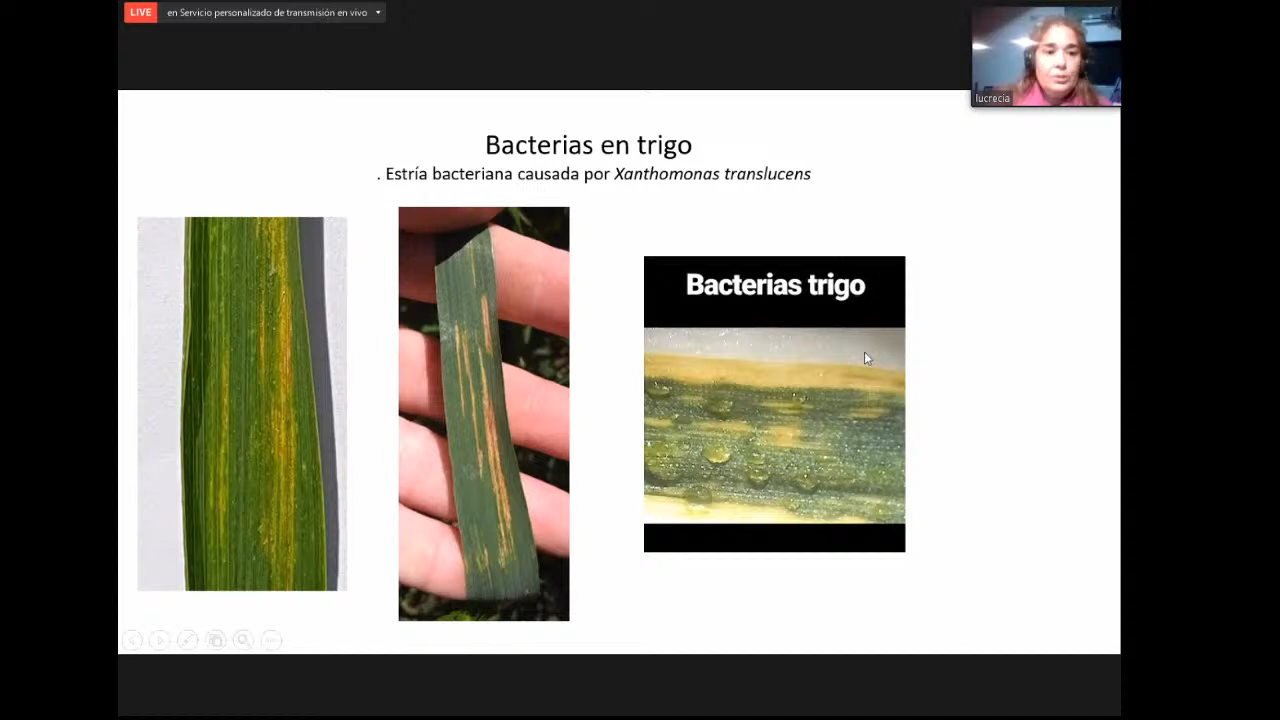 LIVE en Servicio personalizado de transmisión en vivo
lucrecia
Bacterias en trigo
. Estría bacteriana causada por Xanthomonas translucens
Bacterias trigo